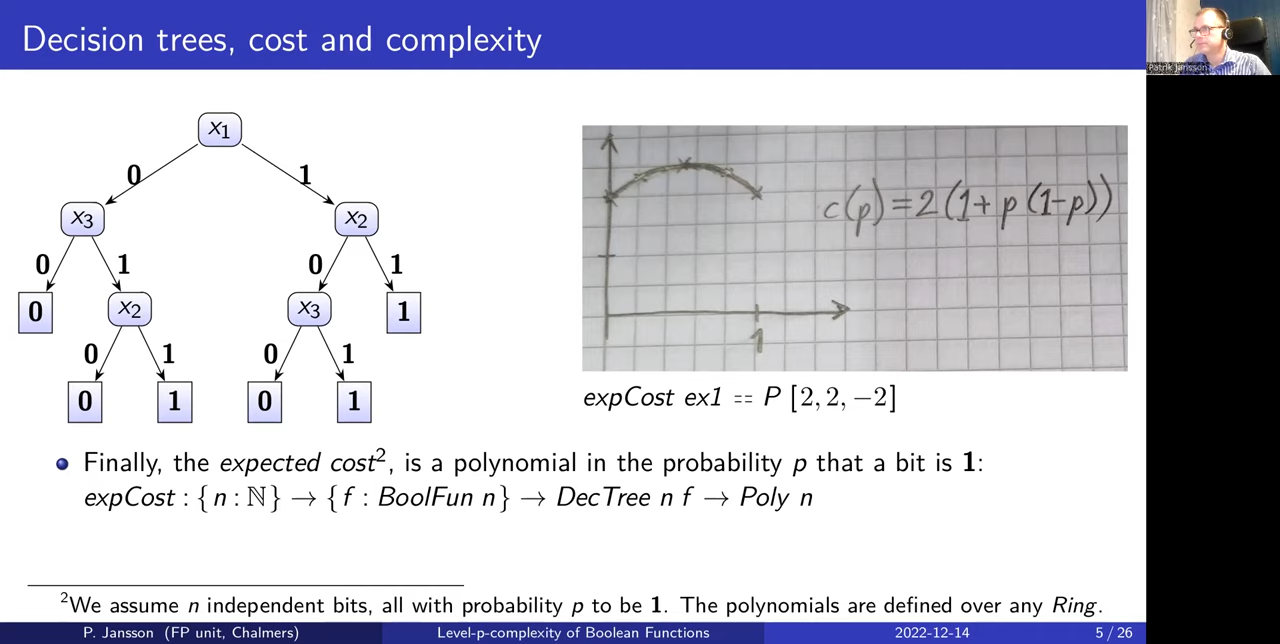 Decision trees, cost and complexity
Patrik Jansson
x₁
0 1
x₃ x₂
0 1 0 1
0 x₂ x₃ 1
0 1 0 1
0 1 0 1
c(p)=2(1+p(1-p))
1
expCost ex1 == P [2, 2, −2]
Finally, the expected cost², is a polynomial in the probability p that a bit is 1:
expCost : {n : ℕ} → {f : BoolFun n} → DecTree n f → Poly n
²We assume n independent bits, all with probability p to be 1. The polynomials are defined over any Ring.
P. Jansson (FP unit, Chalmers) Level-p-complexity of Boolean Functions 2022-12-14 5 / 26